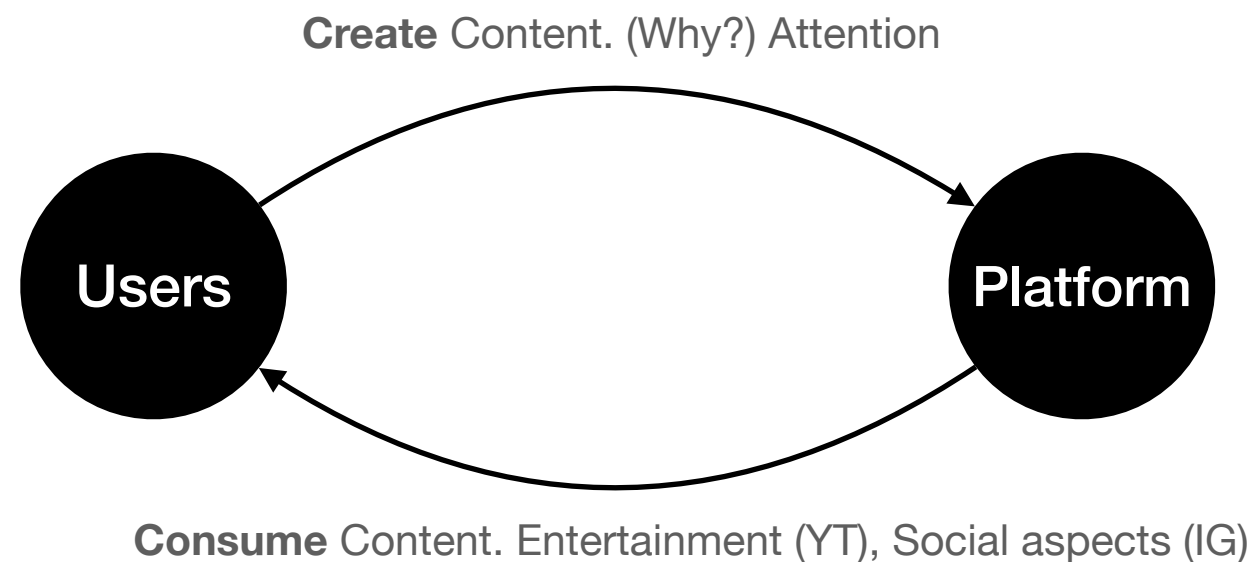 Create Content. (Why?) Attention
Users
Platform
Consume Content. Entertainment (YT), Social aspects (IG)